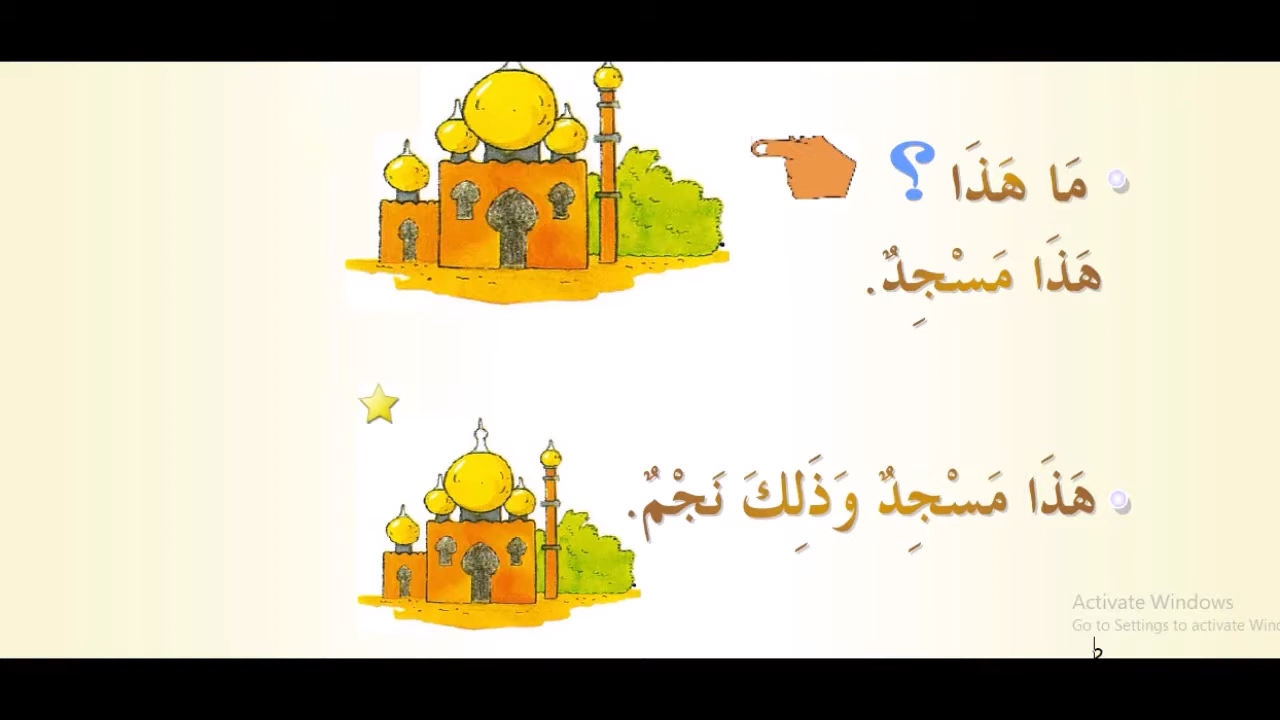 مَا هَذَا ؟
هَذَا مَسْجِدٌ.
هَذَا مَسْجِدٌ وَذَلِكَ نَجْمٌ.
Activate Windows
Go to Settings to activate Wind